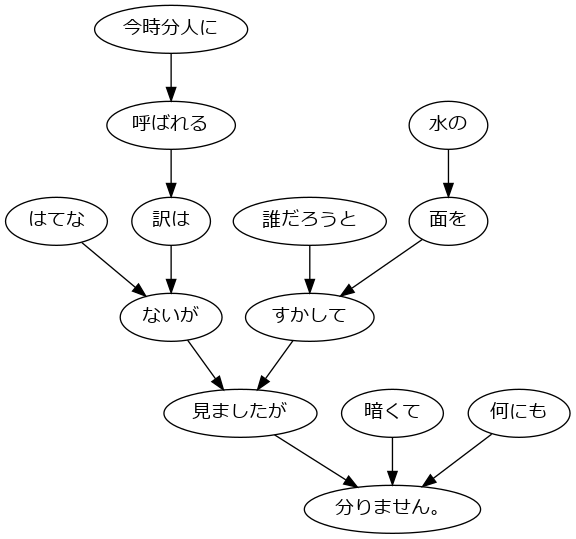 今時分人に
呼ばれる
水の
はてな
訳は
誰だろうと
面を
ないが
すかして
見ましたが
暗くて
何にも
分りません。